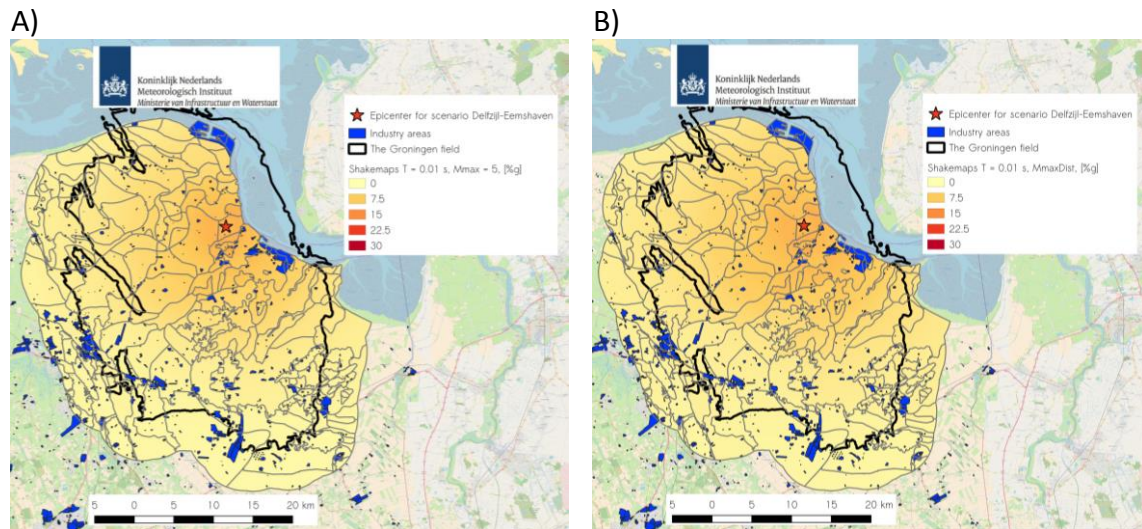 A)
Koninklijk Nederlands
Meteorologisch Instituut
Ministerie van Infrastructuur en Waterstaat
Epicenter for scenario Delfzijl-Eemshaven
Industry areas
The Groningen field
Shakemaps T = 0.01 s, Mmax = 5, [%g]
0
7.5
15
22.5
30
5 0 5 10 15 20 km
B)
Koninklijk Nederlands
Meteorologisch Instituut
Ministerie van Infrastructuur en Waterstaat
Epicenter for scenario Delfzijl-Eemshaven
Industry areas
The Groningen field
Shakemaps T = 0.01 s, MmaxDist, [%g]
0
7.5
15
22.5
30
5 0 5 10 15 20 km